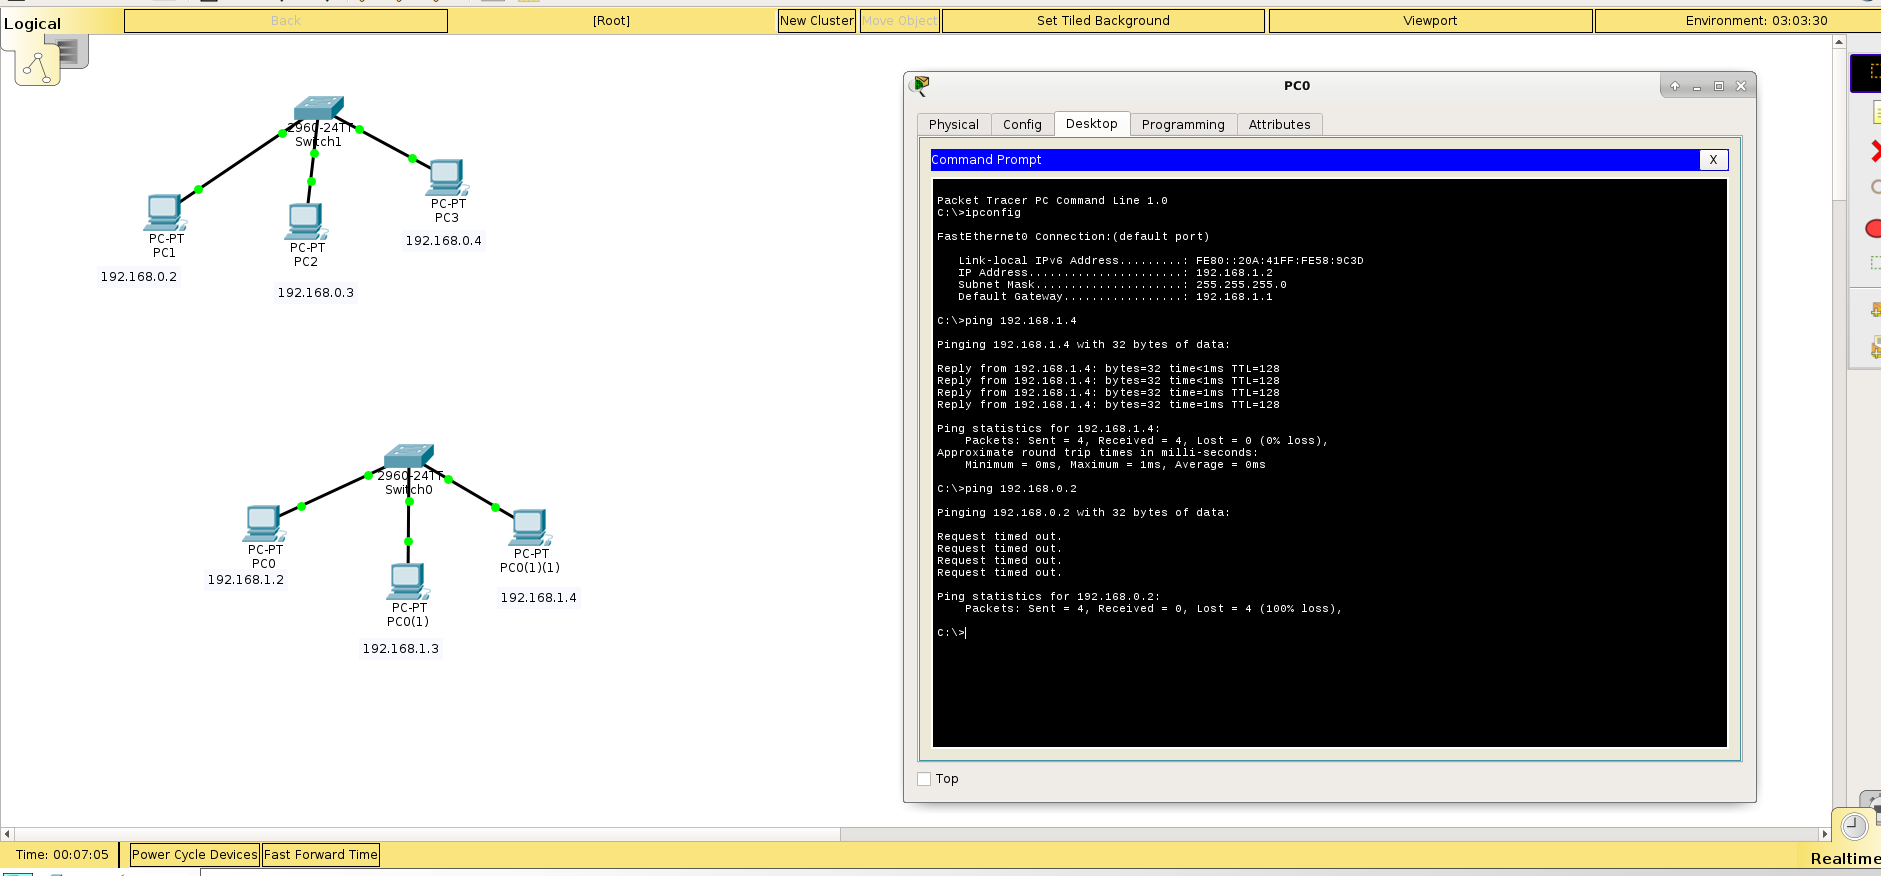 Logical
Back
[Root]
New Cluster
Move Object
Set Tiled Background
Viewport
Environment: 03:03:30
2960-24TT
Switch1
PC-PT
PC1
192.168.0.2
PC-PT
PC2
192.168.0.3
PC-PT
PC3
192.168.0.4
2960-24TT
Switch0
PC-PT
PC0
192.168.1.2
PC-PT
PC0(1)
192.168.1.3
PC-PT
PC0(1)(1)
192.168.1.4
PC0
Physical
Config
Desktop
Programming
Attributes
Command Prompt
X
Packet Tracer PC Command Line 1.0
C:\>ipconfig
FastEthernet0 Connection:(default port)
Link-local IPv6 Address.........: FE80::20A:41FF:FE58:9C3D
IP Address......................: 192.168.1.2
Subnet Mask.....................: 255.255.255.0
Default Gateway.................: 192.168.1.1
C:\>ping 192.168.1.4
Pinging 192.168.1.4 with 32 bytes of data:
Reply from 192.168.1.4: bytes=32 time<1ms TTL=128
Reply from 192.168.1.4: bytes=32 time<1ms TTL=128
Reply from 192.168.1.4: bytes=32 time=1ms TTL=128
Reply from 192.168.1.4: bytes=32 time=1ms TTL=128
Ping statistics for 192.168.1.4:
Packets: Sent = 4, Received = 4, Lost = 0 (0% loss),
Approximate round trip times in milli-seconds:
Minimum = 0ms, Maximum = 1ms, Average = 0ms
C:\>ping 192.168.0.2
Pinging 192.168.0.2 with 32 bytes of data:
Request timed out.
Request timed out.
Request timed out.
Request timed out.
Ping statistics for 192.168.0.2:
Packets: Sent = 4, Received = 0, Lost = 4 (100% loss),
C:\>
Top
Time: 00:07:05
Power Cycle Devices
Fast Forward Time
Realtime